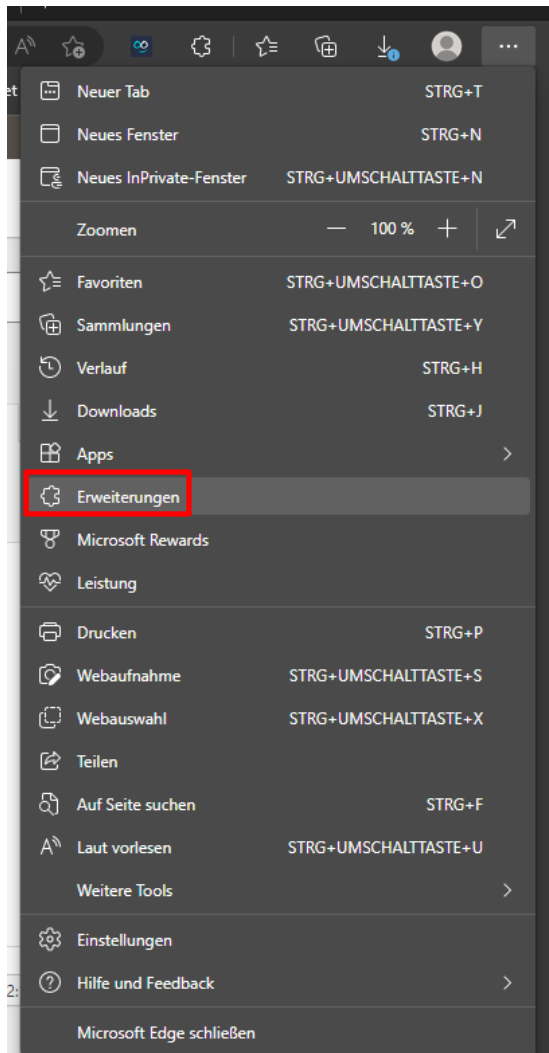 et
Neuer Tab STRG+T
Neues Fenster STRG+N
Neues InPrivate-Fenster STRG+UMSCHALTTASTE+N
Zoomen — 100 % +
Favoriten STRG+UMSCHALTTASTE+O
Sammlungen STRG+UMSCHALTTASTE+Y
Verlauf STRG+H
Downloads STRG+J
Apps
Erweiterungen
Microsoft Rewards
Leistung
Drucken STRG+P
Webaufnahme STRG+UMSCHALTTASTE+S
Webauswahl STRG+UMSCHALTTASTE+X
Teilen
Auf Seite suchen STRG+F
Laut vorlesen STRG+UMSCHALTTASTE+U
Weitere Tools
Einstellungen
Hilfe und Feedback
2:
Microsoft Edge schließen